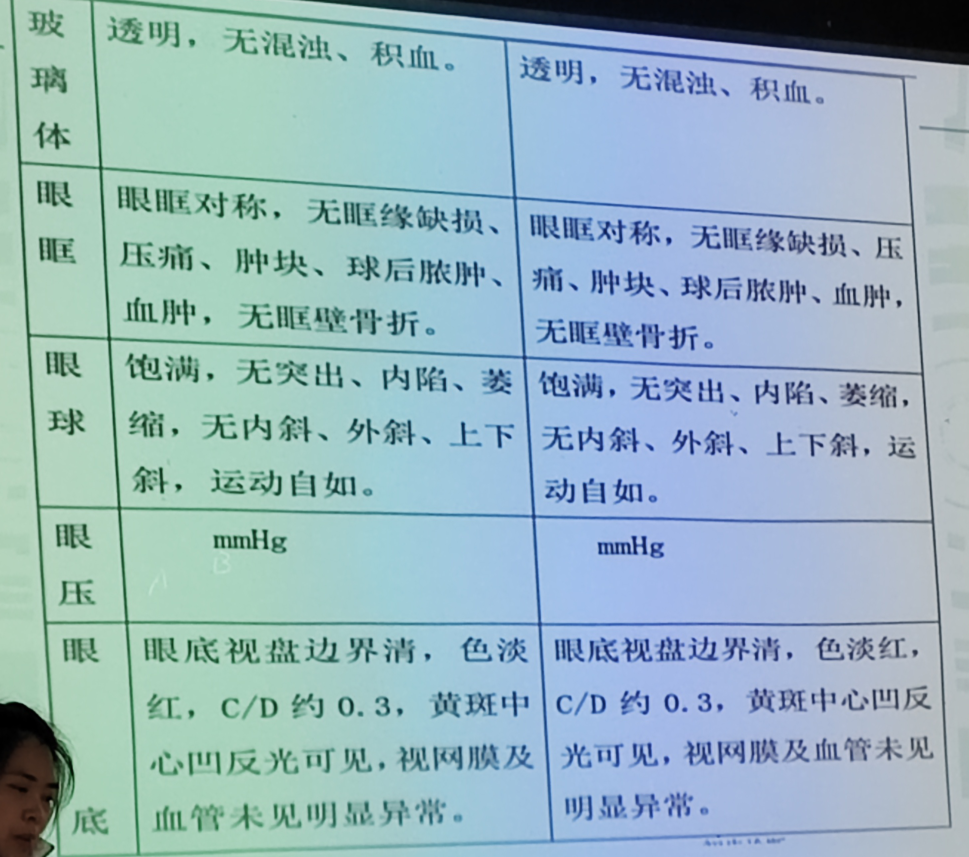 玻
璃
体
透明，无混浊、积血。
透明，无混浊、积血。
眼
眶
眼眶对称，无眶缘缺损、
压痛、肿块、球后脓肿、
血肿，无眶壁骨折。
眼眶对称，无眶缘缺损、压
痛、肿块、球后脓肿、血肿，
无眶壁骨折。
眼
球
饱满，无突出、内陷、萎
缩，无内斜、外斜、上下
斜，运动自如。
饱满，无突出、内陷、萎缩，
无内斜、外斜、上下斜，运
动自如。
眼
压
mmHg
mmHg
眼
底
眼底视盘边界清，色淡
红，C/D 约 0.3，黄斑中
心凹反光可见，视网膜及
血管未见明显异常。
眼底视盘边界清，色淡红，
C/D 约 0.3，黄斑中心凹反
光可见，视网膜及血管未见
明显异常。